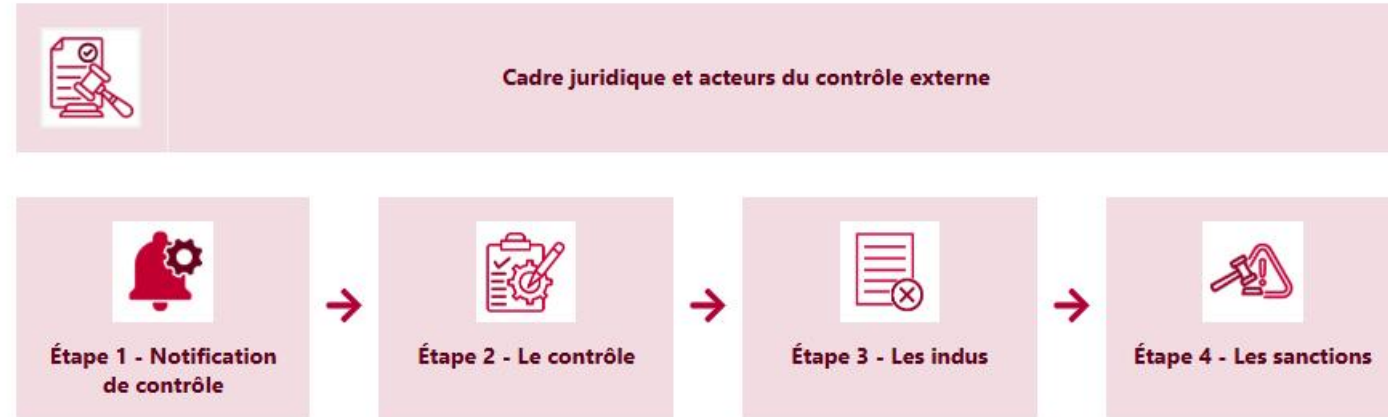 Cadre juridique et acteurs du contrôle externe
Étape 1 - Notification
de contrôle
Étape 2 - Le contrôle
Étape 3 - Les indus
Étape 4 - Les sanctions